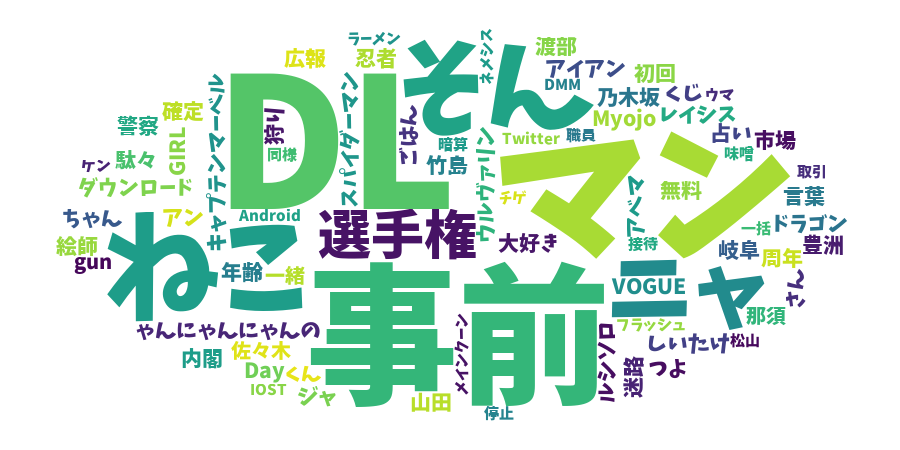 ラーメン
そん
ネメシス
渡部
広報
忍者
アイアン
初回
DMM
DL
スパイダーマン
キャプテンマーベル
乃木坂
くじ
ゥマ
確定
狩り
ごはん
Myojo
レイシス
警察
GIRL
同様
暗算
Twitter
職員
占い
市場
マン
駄々
竹島
ウルヴァリン
味噌
ケン
取引
ダウンロード
チゲ
アベマ
無料
言葉
ちゃん
アン
Android
選手権
ねこ
一括
ドラゴン
絵師
大好き
接待
岐阜
豊洲
gun
年齢
一緒
事前
ニャ
VOGUE
周年
さん
那須
ゃんにゃんにゃんの
メインクーン
ルシソロ
フラッシュ
内閣
佐々木
しいたけ
松山
Day
くん
迷路
つよ
IOST
ジャ
山田
停止